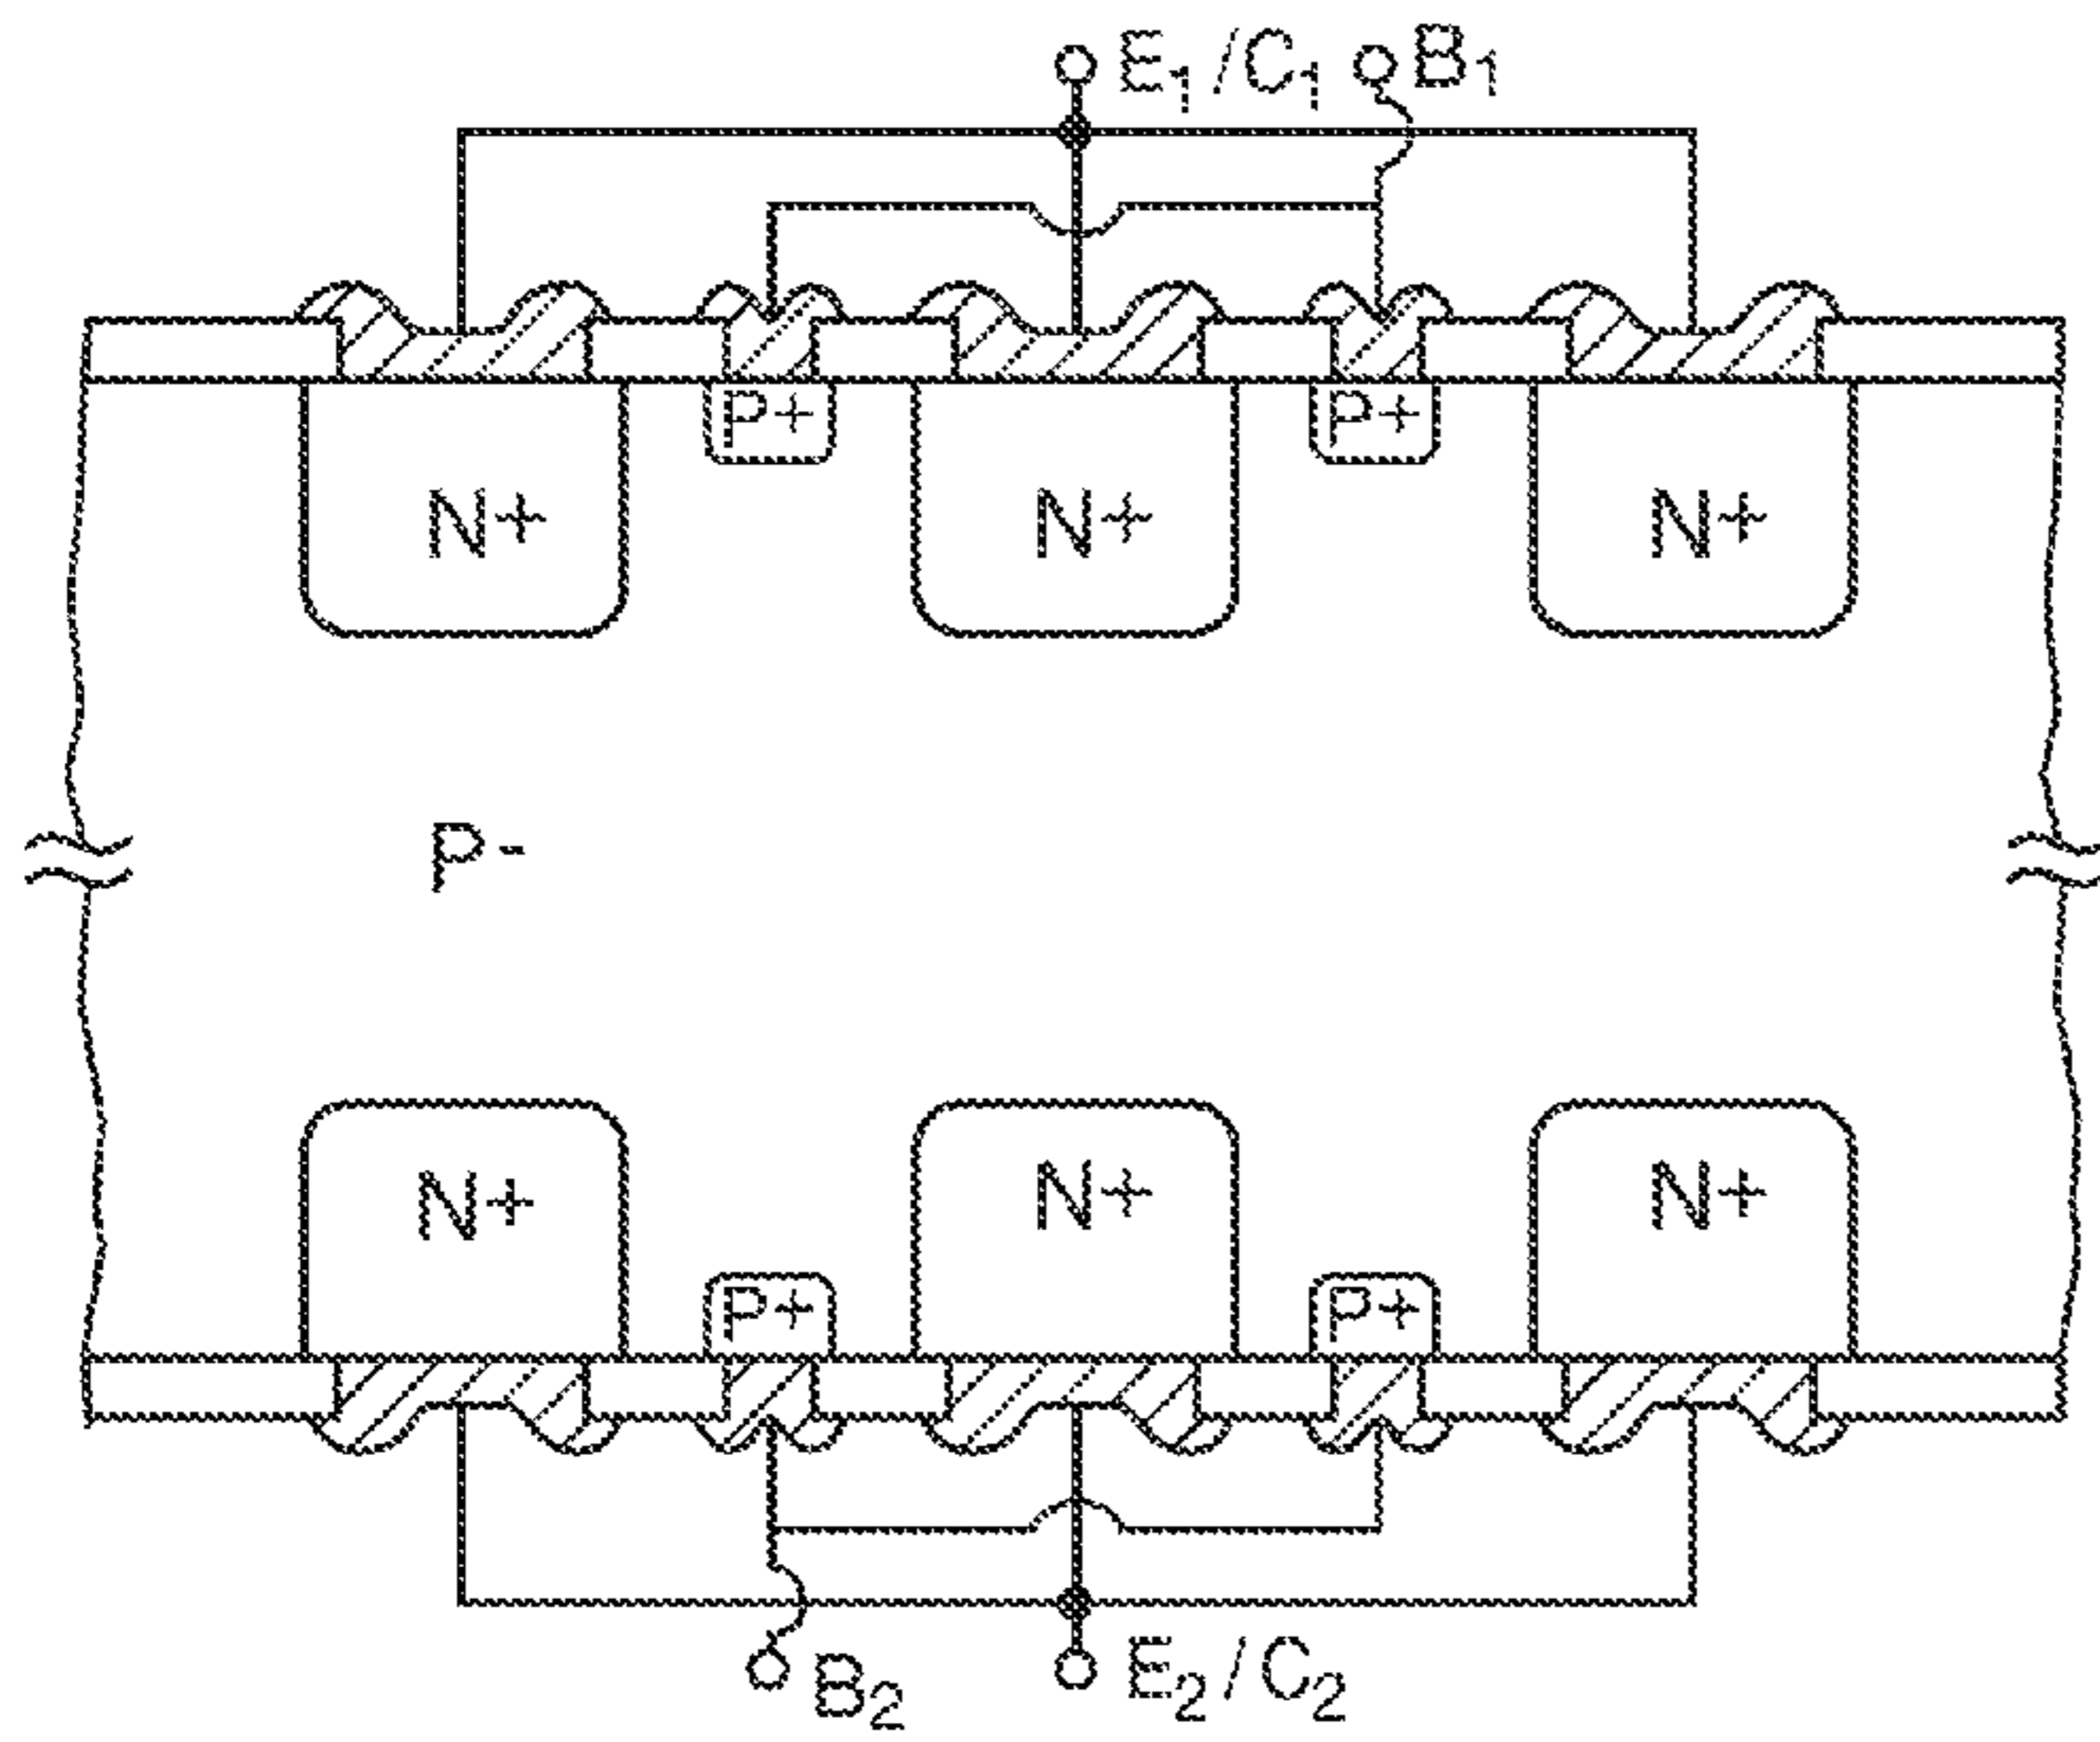 E₁/C₁ B₁
P+ P+
N+ N+ N+
P-
N+ N+ N+
P+ P+
B₂ E₂/C₂